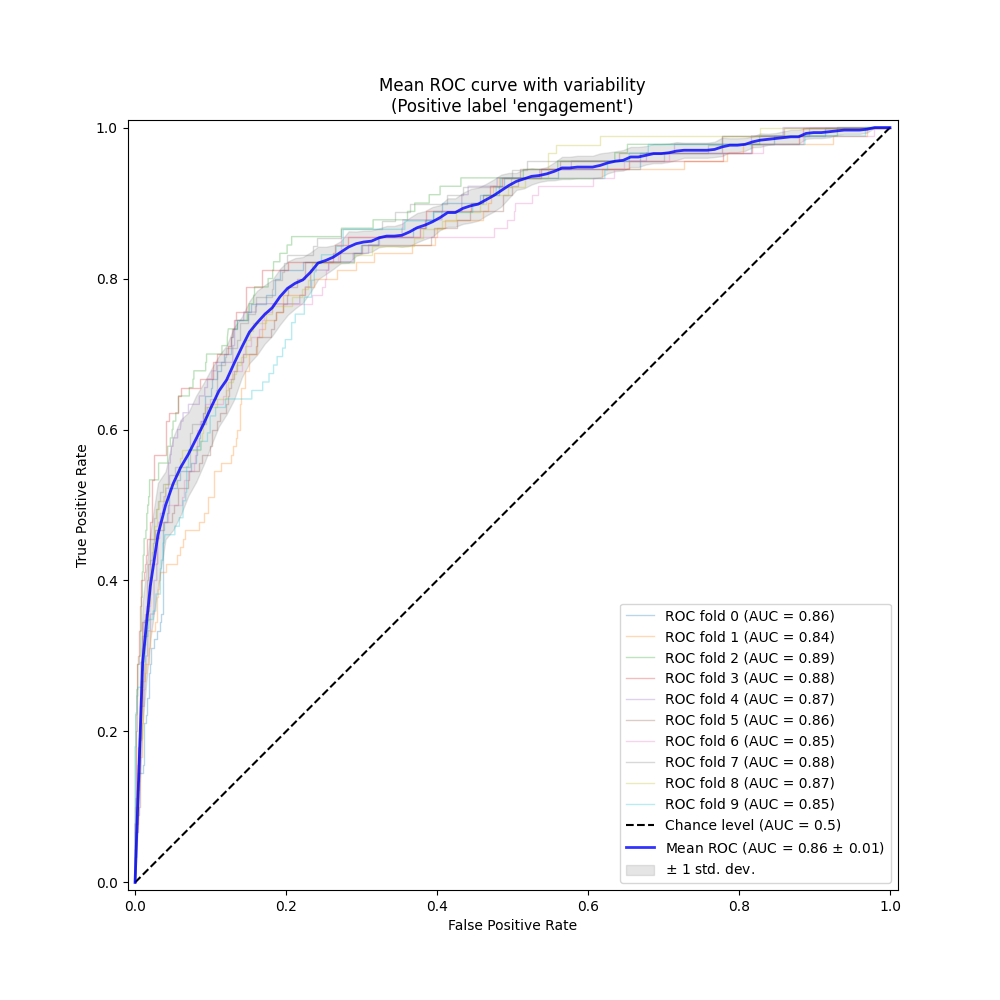 Mean ROC curve with variability
(Positive label 'engagement')
True Positive Rate
1.0
0.8
0.6
0.4
0.2
0.0
0.0 0.2 0.4 0.6 0.8 1.0
False Positive Rate
ROC fold 0 (AUC = 0.86)
ROC fold 1 (AUC = 0.84)
ROC fold 2 (AUC = 0.89)
ROC fold 3 (AUC = 0.88)
ROC fold 4 (AUC = 0.87)
ROC fold 5 (AUC = 0.86)
ROC fold 6 (AUC = 0.85)
ROC fold 7 (AUC = 0.88)
ROC fold 8 (AUC = 0.87)
ROC fold 9 (AUC = 0.85)
Chance level (AUC = 0.5)
Mean ROC (AUC = 0.86 ± 0.01)
± 1 std. dev.